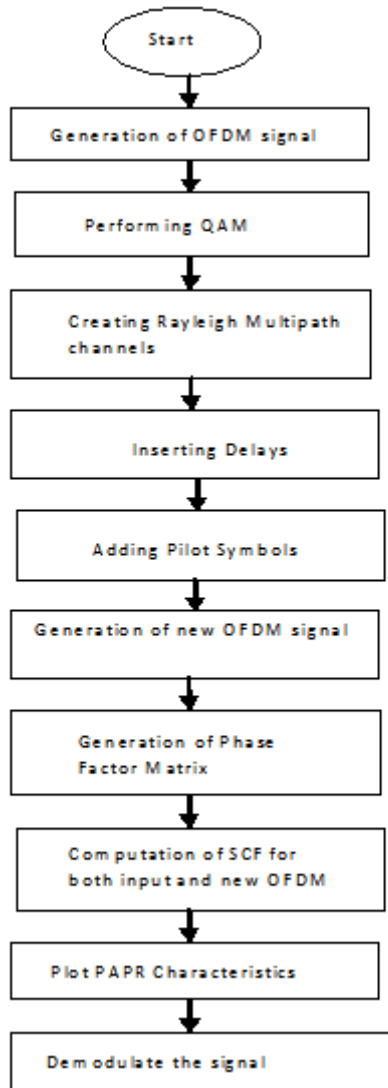 Start
Generation of OFDM signal
Performing QAM
Creating Rayleigh Multipath
channels
Inserting Delays
Adding Pilot Symbols
Generation of new OFDM signal
Generation of Phase
Factor Matrix
Computation of SCF for
both input and new OFDM
Plot PAPR Characteristics
Demodulate the signal